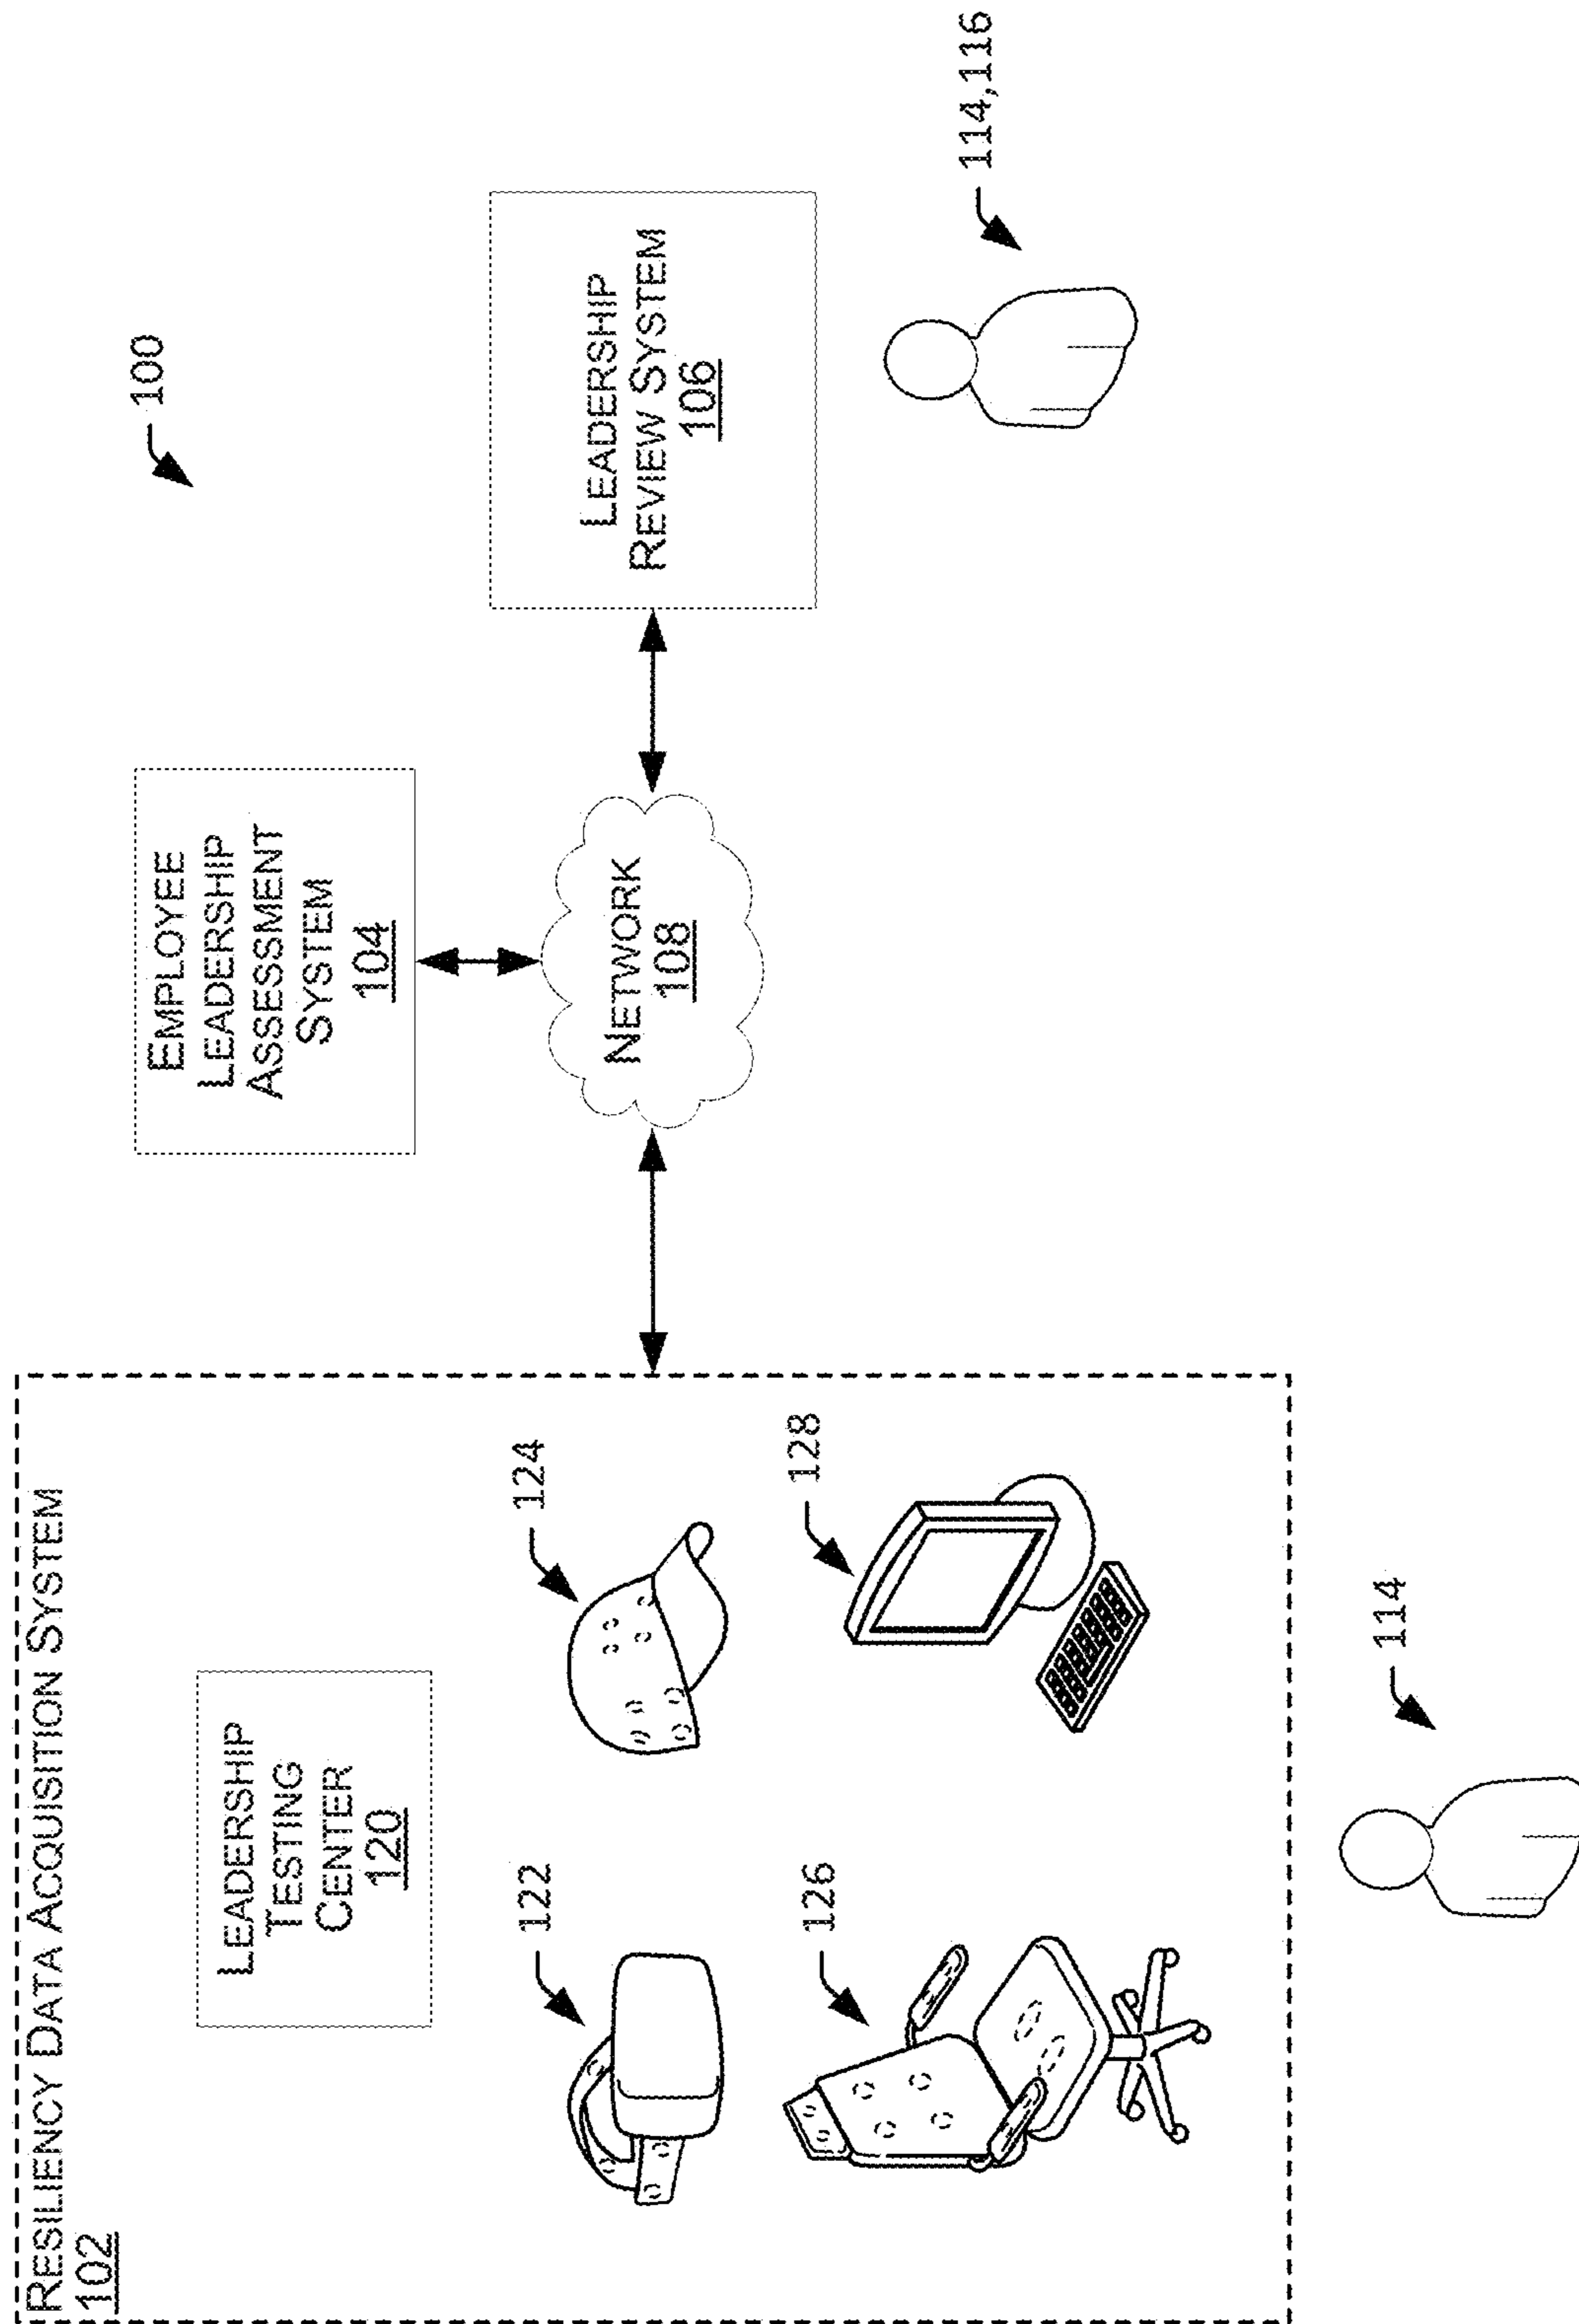 100
RESILIENCY DATA ACQUISITION SYSTEM
102
LEADERSHIP
TESTING
CENTER
120
122
124
126
128
114
EMPLOYEE
LEADERSHIP
ASSESSMENT
SYSTEM
104
NETWORK
108
LEADERSHIP
REVIEW SYSTEM
106
114,116